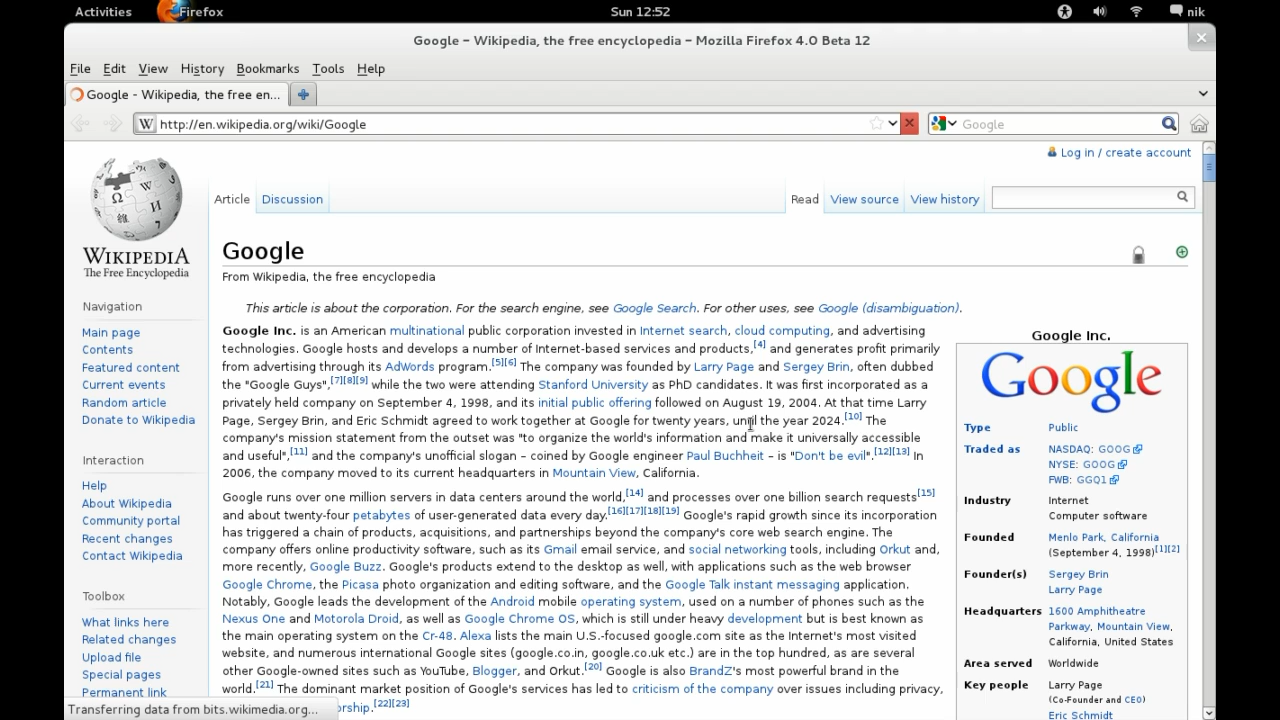 Activities Firefox Sun 12:52 nik
Google – Wikipedia, the free encyclopedia – Mozilla Firefox 4.0 Beta 12
File Edit View History Bookmarks Tools Help
Google - Wikipedia, the free en...
http://en.wikipedia.org/wiki/Google Google
Log in / create account
Article Discussion Read View source View history
WIKIPEDIA
The Free Encyclopedia
Navigation
Main page
Contents
Featured content
Current events
Random article
Donate to Wikipedia
Interaction
Help
About Wikipedia
Community portal
Recent changes
Contact Wikipedia
Toolbox
What links here
Related changes
Upload file
Special pages
Permanent link
Google
From Wikipedia, the free encyclopedia
This article is about the corporation. For the search engine, see Google Search. For other uses, see Google (disambiguation).
Google Inc. is an American multinational public corporation invested in Internet search, cloud computing, and advertising
technologies. Google hosts and develops a number of Internet-based services and products,[4] and generates profit primarily
from advertising through its AdWords program.[5][6] The company was founded by Larry Page and Sergey Brin, often dubbed
the "Google Guys",[7][8][9] while the two were attending Stanford University as PhD candidates. It was first incorporated as a
privately held company on September 4, 1998, and its initial public offering followed on August 19, 2004. At that time Larry
Page, Sergey Brin, and Eric Schmidt agreed to work together at Google for twenty years, until the year 2024.[10] The
company's mission statement from the outset was "to organize the world's information and make it universally accessible
and useful",[11] and the company's unofficial slogan – coined by Google engineer Paul Buchheit – is "Don't be evil".[12][13] In
2006, the company moved to its current headquarters in Mountain View, California.
Google runs over one million servers in data centers around the world,[14] and processes over one billion search requests[15]
and about twenty-four petabytes of user-generated data every day.[16][17][18][19] Google's rapid growth since its incorporation
has triggered a chain of products, acquisitions, and partnerships beyond the company's core web search engine. The
company offers online productivity software, such as its Gmail email service, and social networking tools, including Orkut and,
more recently, Google Buzz. Google's products extend to the desktop as well, with applications such as the web browser
Google Chrome, the Picasa photo organization and editing software, and the Google Talk instant messaging application.
Notably, Google leads the development of the Android mobile operating system, used on a number of phones such as the
Nexus One and Motorola Droid, as well as Google Chrome OS, which is still under heavy development but is best known as
the main operating system on the Cr-48. Alexa lists the main U.S.-focused google.com site as the Internet's most visited
website, and numerous international Google sites (google.co.in, google.co.uk etc.) are in the top hundred, as are several
other Google-owned sites such as YouTube, Blogger, and Orkut.[20] Google is also BrandZ's most powerful brand in the
world.[21] The dominant market position of Google's services has led to criticism of the company over issues including privacy,
orship.[22][23]
Google Inc.
Google
Type Public
Traded as NASDAQ: GOOG
NYSE: GOOG
FWB: GGQ1
Industry Internet
Computer software
Founded Menlo Park, California
(September 4, 1998)[1][2]
Founder(s) Sergey Brin
Larry Page
Headquarters 1600 Amphitheatre
Parkway, Mountain View,
California, United States
Area served Worldwide
Key people Larry Page
(Co-Founder and CEO)
Eric Schmidt
Transferring data from bits.wikimedia.org...